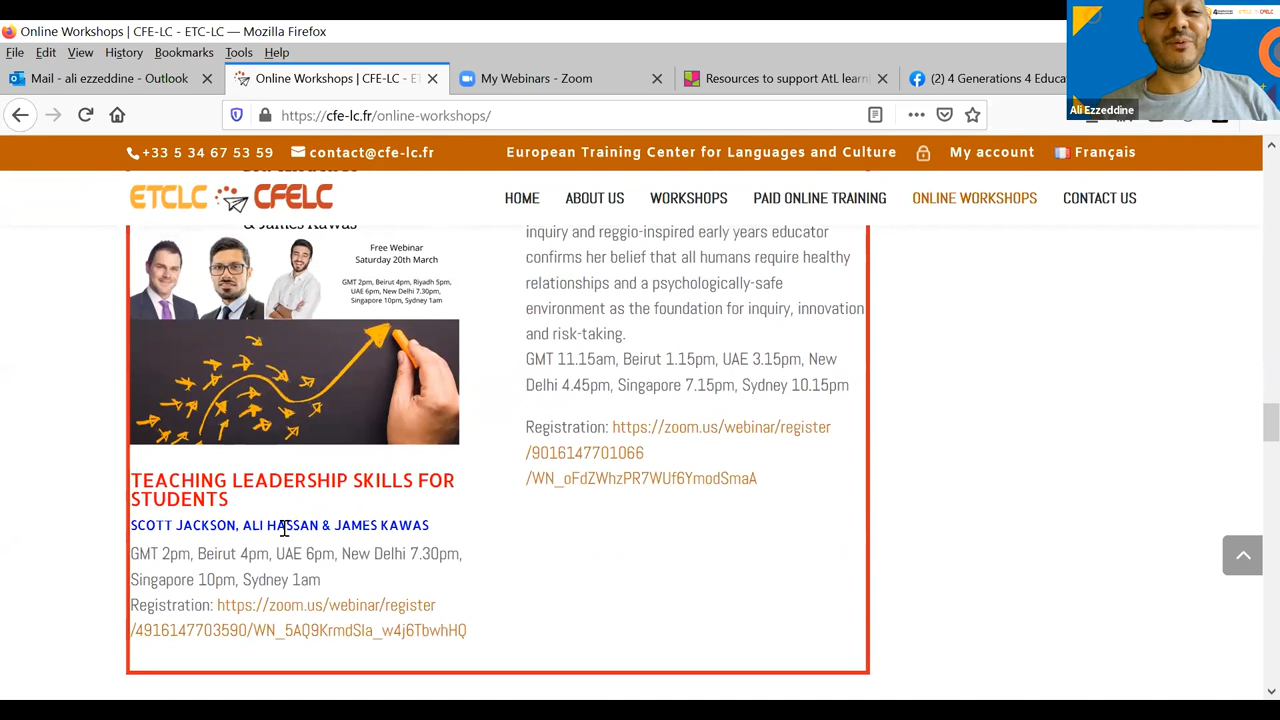 Online Workshops | CFE-LC - ETC-LC — Mozilla Firefox
File Edit View History Bookmarks Tools Help
Mail - ali ezzeddine - Outlook
Online Workshops | CFE-LC - E
My Webinars - Zoom
Resources to support AtL learni
(2) 4 Generations 4 Educa
Ali Ezzeddine
https://cfe-lc.fr/online-workshops/
+33 5 34 67 53 59 contact@cfe-lc.fr European Training Center for Languages and Culture My account Français
ETCLC CFELC
HOME ABOUT US WORKSHOPS PAID ONLINE TRAINING ONLINE WORKSHOPS CONTACT US
& James Kawas
Free Webinar
Saturday 20th March
GMT 2pm, Beirut 4pm, Riyadh 5pm,
UAE 6pm, New Delhi 7.30pm,
Singapore 10pm, Sydney 1am
TEACHING LEADERSHIP SKILLS FOR
STUDENTS
SCOTT JACKSON, ALI HASSAN & JAMES KAWAS
GMT 2pm, Beirut 4pm, UAE 6pm, New Delhi 7.30pm,
Singapore 10pm, Sydney 1am
Registration: https://zoom.us/webinar/register
/4916147703590/WN_5AQ9KrmdSla_w4j6TbwhHQ
inquiry and reggio-inspired early years educator
confirms her belief that all humans require healthy
relationships and a psychologically-safe
environment as the foundation for inquiry, innovation
and risk-taking.
GMT 11.15am, Beirut 1.15pm, UAE 3.15pm, New
Delhi 4.45pm, Singapore 7.15pm, Sydney 10.15pm
Registration: https://zoom.us/webinar/register
/9016147701066
/WN_oFdZWhzPR7WUf6YmodSmaA